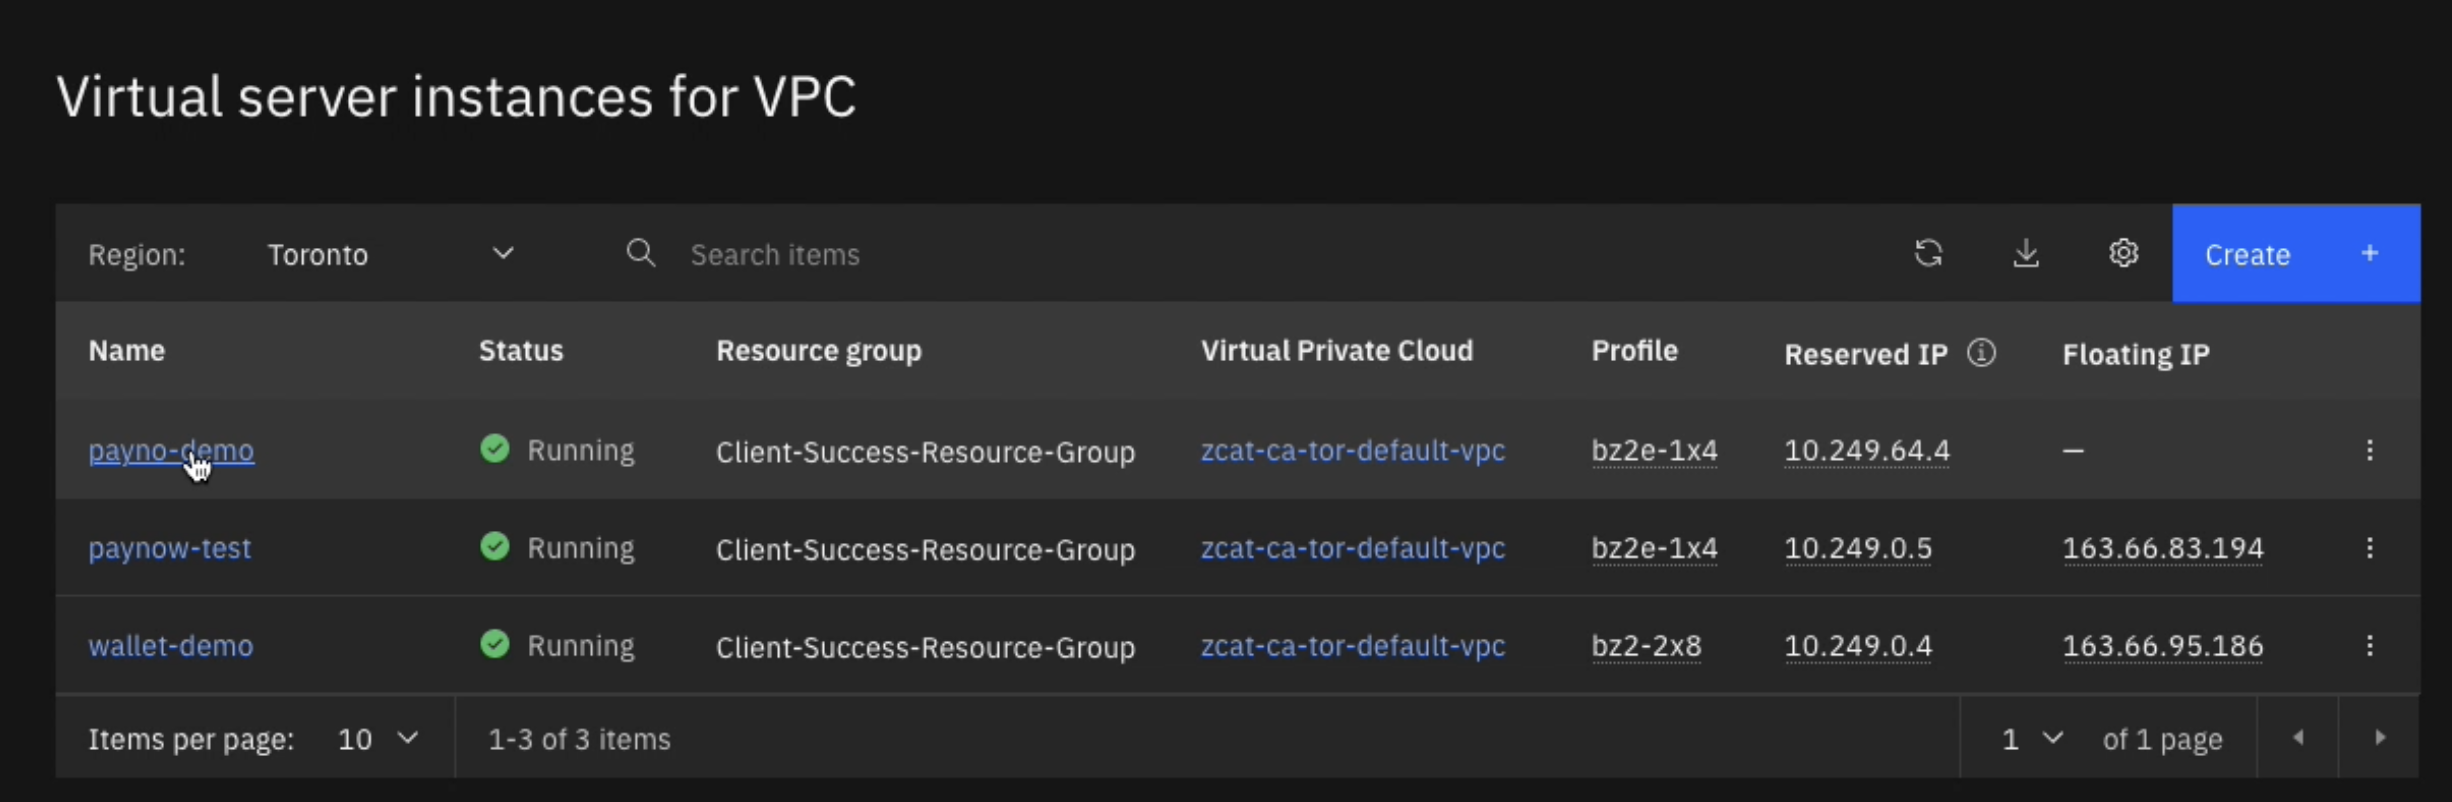 Virtual server instances for VPC
Region: Toronto Search items Create +
Name Status Resource group Virtual Private Cloud Profile Reserved IP Floating IP
payno-demo Running Client-Success-Resource-Group zcat-ca-tor-default-vpc bz2e-1x4 10.249.64.4 –
paynow-test Running Client-Success-Resource-Group zcat-ca-tor-default-vpc bz2e-1x4 10.249.0.5 163.66.83.194
wallet-demo Running Client-Success-Resource-Group zcat-ca-tor-default-vpc bz2-2x8 10.249.0.4 163.66.95.186
Items per page: 10 1-3 of 3 items 1 of 1 page